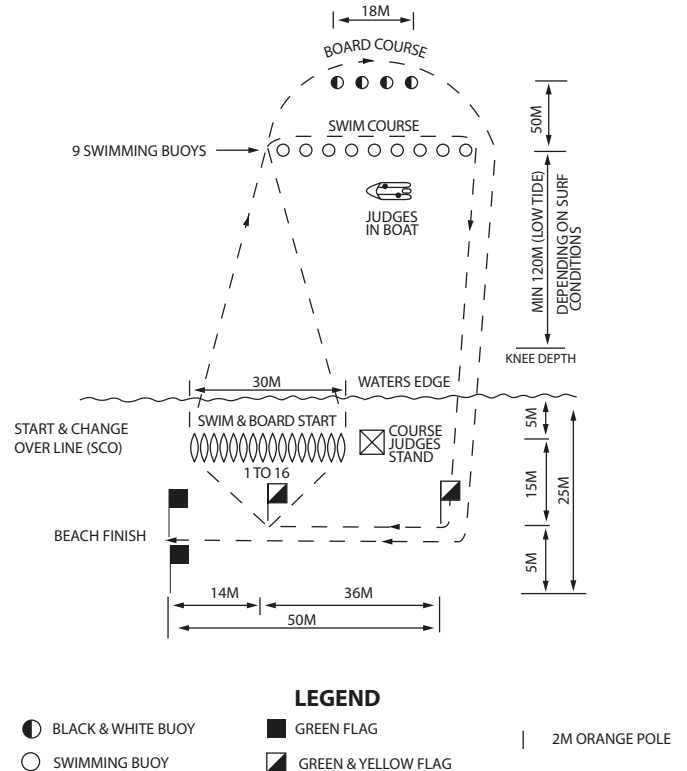 18M
BOARD COURSE
50M
SWIM COURSE
9 SWIMMING BUOYS
JUDGES
IN BOAT
MIN 120M (LOW TIDE)
DEPENDING ON SURF
CONDITIONS
KNEE DEPTH
30M
WATERS EDGE
START & CHANGE
OVER LINE (SCO)
SWIM & BOARD START
COURSE
JUDGES
STAND
5M
1 TO 16
15M
25M
BEACH FINISH
5M
14M
36M
50M
LEGEND
BLACK & WHITE BUOY
GREEN FLAG
2M ORANGE POLE
SWIMMING BUOY
GREEN & YELLOW FLAG